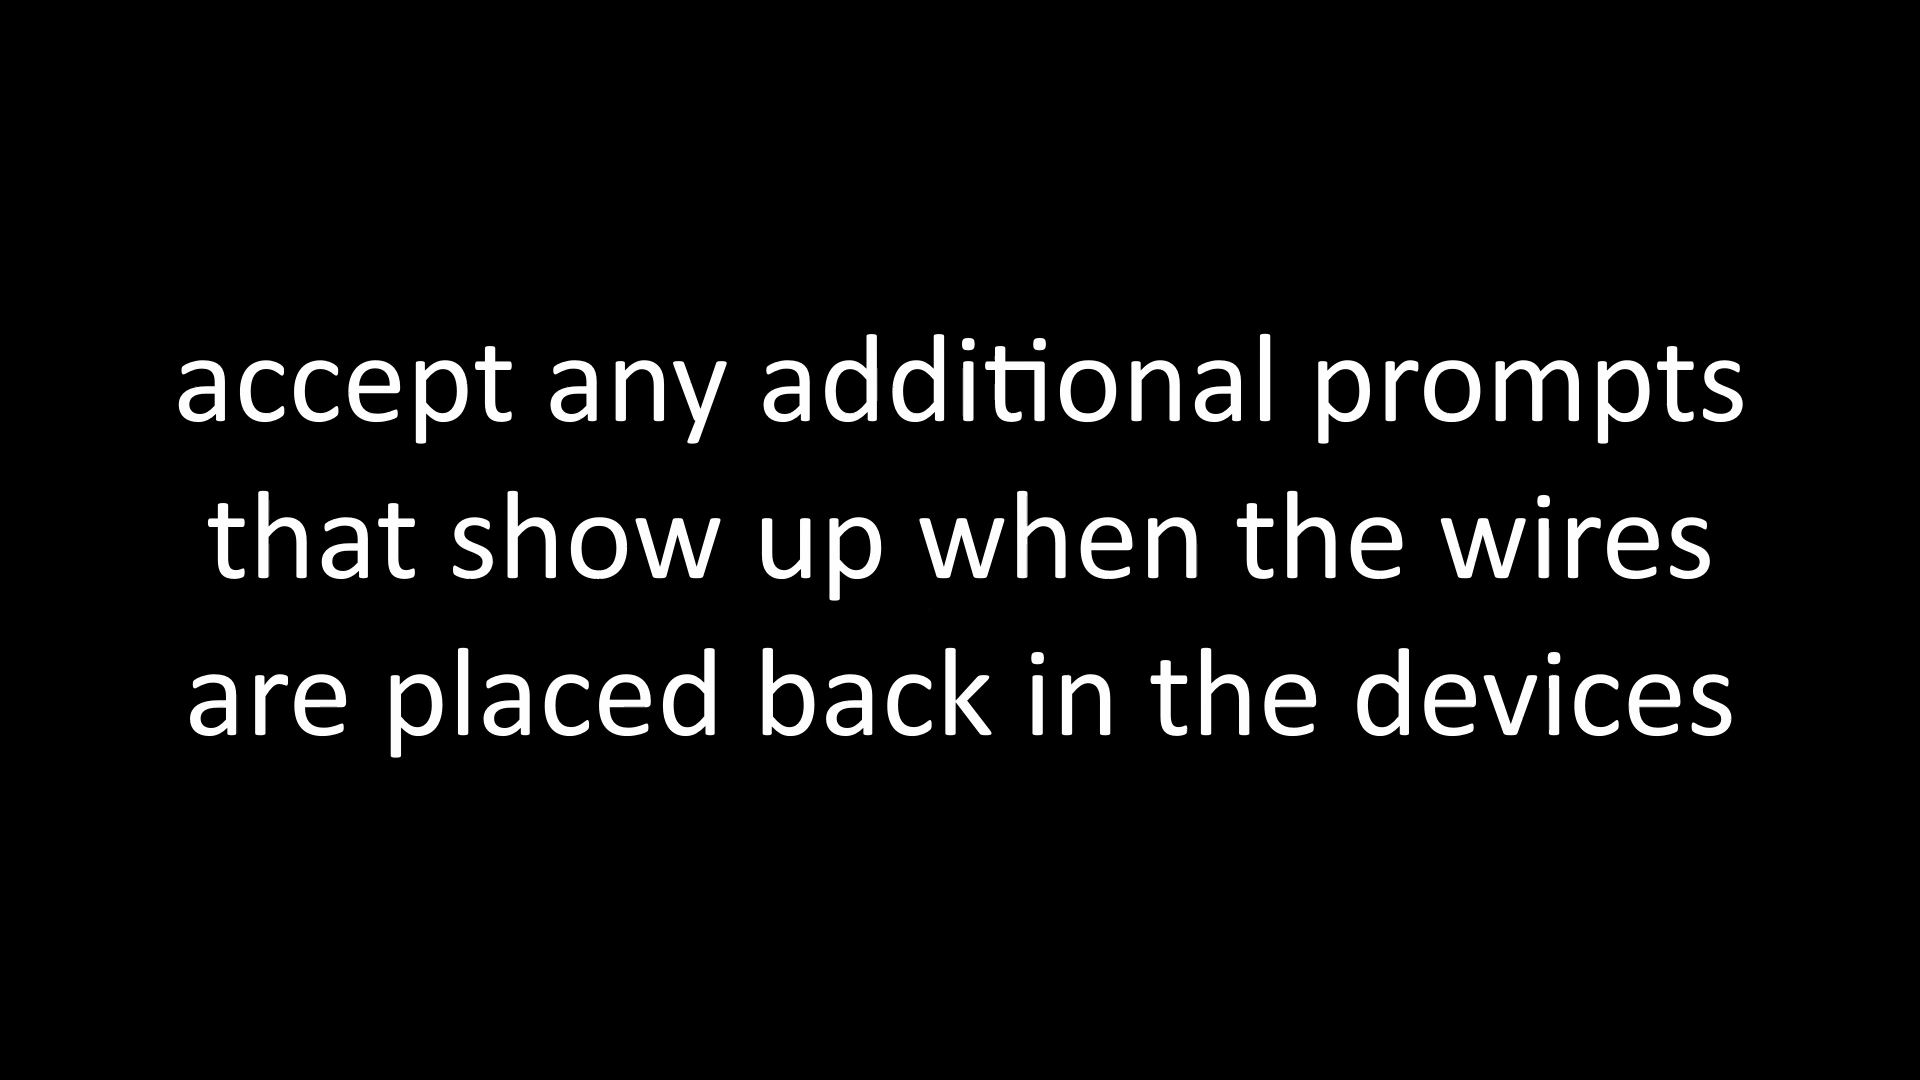 accept any additional prompts
that show up when the wires
are placed back in the devices